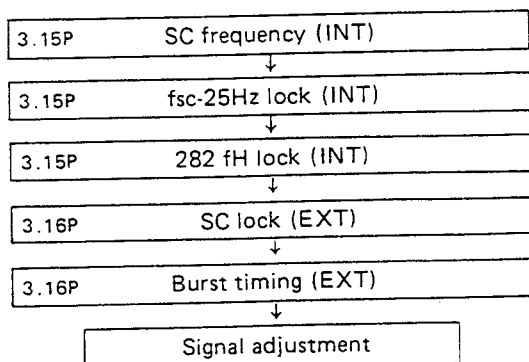 3.15P SC frequency (INT)
↓
3.15P fsc-25Hz lock (INT)
↓
3.15P 282 fH lock (INT)
↓
3.16P SC lock (EXT)
↓
3.16P Burst timing (EXT)
↓
Signal adjustment